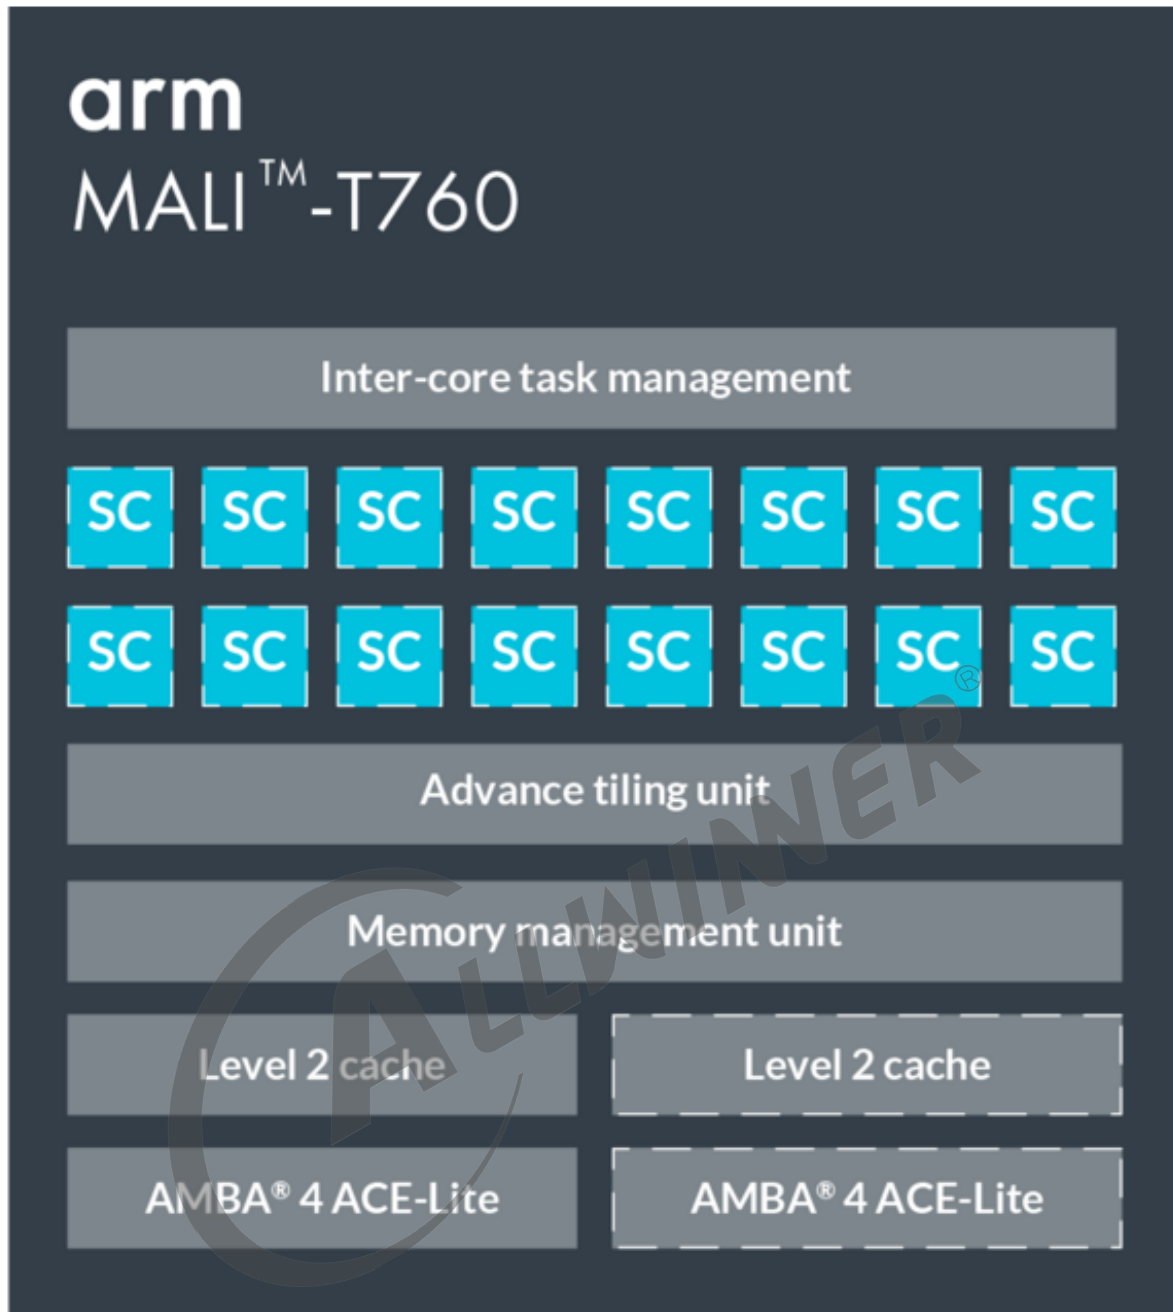 arm
MALI™-T760
Inter-core task management
SC SC SC SC SC SC SC SC
SC SC SC SC SC SC SC SC
Advance tiling unit
Memory management unit
Level 2 cache Level 2 cache
AMBA® 4 ACE-Lite AMBA® 4 ACE-Lite
ALLWINNER®